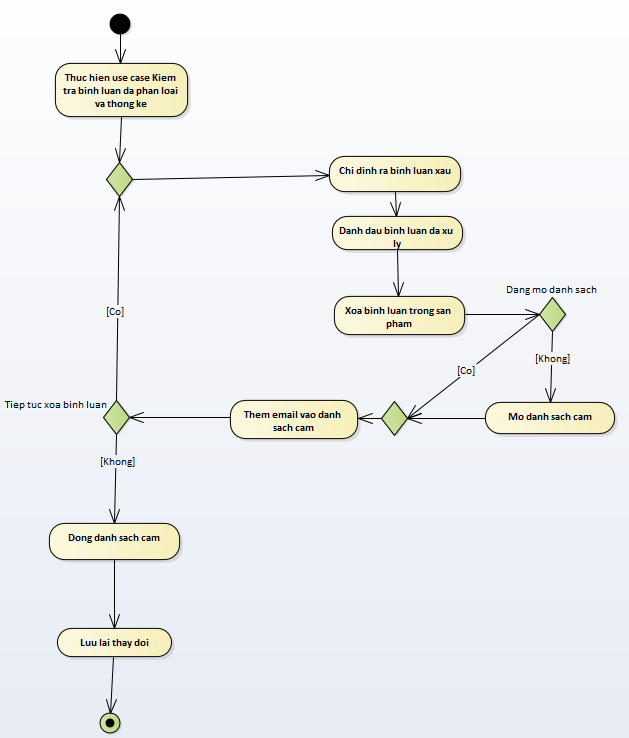 Thuc hien use case Kiem
tra binh luan da phan loai
va thong ke
Chi dinh ra binh luan xau
Danh dau binh luan da xu
ly
Xoa binh luan trong san
pham
Dang mo danh sach
[Khong]
[Co]
Mo danh sach cam
Them email vao danh
sach cam
Tiep tuc xoa binh luan
[Co]
[Khong]
Dong danh sach cam
Luu lai thay doi